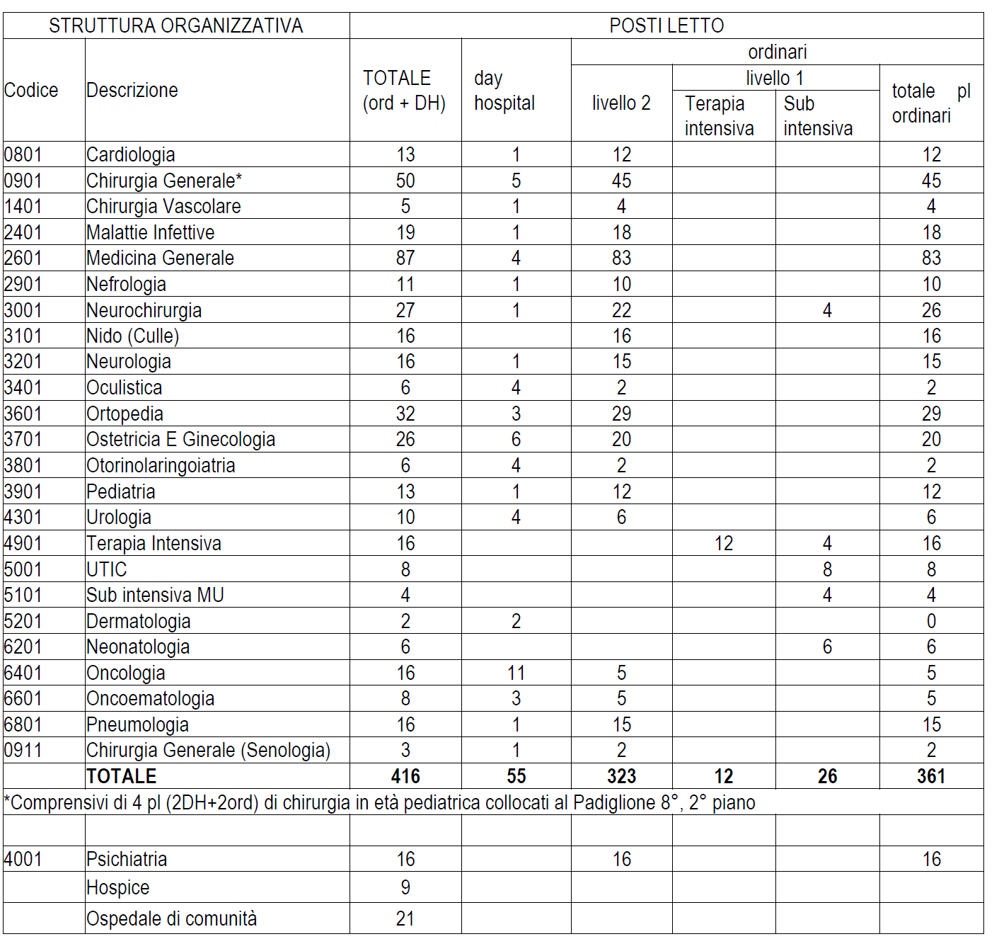 STRUTTURA ORGANIZZATIVA POSTI LETTO
ordinari
livello 1
Codice Descrizione TOTALE (ord + DH) day hospital livello 2 Terapia intensiva Sub intensiva totale pl ordinari
0801 Cardiologia 13 1 12 12
0901 Chirurgia Generale* 50 5 45 45
1401 Chirurgia Vascolare 5 1 4 4
2401 Malattie Infettive 19 1 18 18
2601 Medicina Generale 87 4 83 83
2901 Nefrologia 11 1 10 10
3001 Neurochirurgia 27 1 22 4 26
3101 Nido (Culle) 16 16 16
3201 Neurologia 16 1 15 15
3401 Oculistica 6 4 2 2
3601 Ortopedia 32 3 29 29
3701 Ostetricia E Ginecologia 26 6 20 20
3801 Otorinolaringoiatria 6 4 2 2
3901 Pediatria 13 1 12 12
4301 Urologia 10 4 6 6
4901 Terapia Intensiva 16 12 4 16
5001 UTIC 8 8 8
5101 Sub intensiva MU 4 4 4
5201 Dermatologia 2 2 0
6201 Neonatologia 6 6 6
6401 Oncologia 16 11 5 5
6601 Oncoematologia 8 3 5 5
6801 Pneumologia 16 1 15 15
0911 Chirurgia Generale (Senologia) 3 1 2 2
TOTALE 416 55 323 12 26 361
*Comprensivi di 4 pl (2DH+2ord) di chirurgia in età pediatrica collocati al Padiglione 8°, 2° piano
4001 Psichiatria 16 16 16
Hospice 9
Ospedale di comunità 21